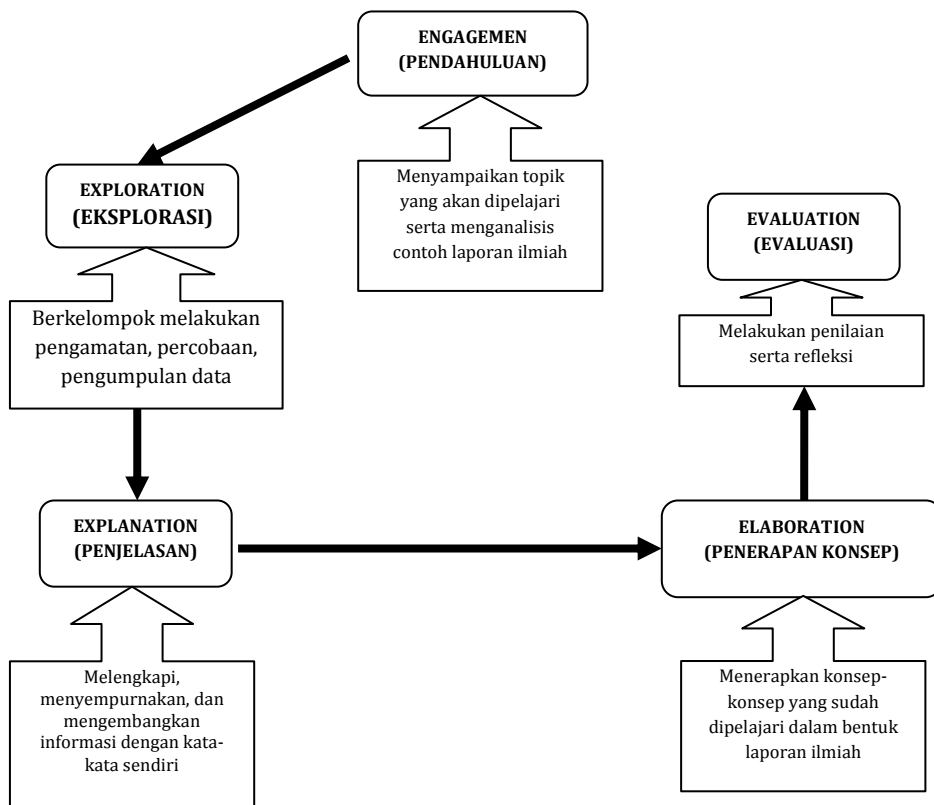 ENGAGEMEN
(PENDAHULUAN)
Menyampaikan topik
yang akan dipelajari
serta menganalisis
contoh laporan ilmiah
EXPLORATION
(EKSPLORASI)
Berkelompok melakukan
pengamatan, percobaan,
pengumpulan data
EXPLANATION
(PENJELASAN)
Melengkapi,
menyempurnakan, dan
mengembangkan
informasi dengan kata-
kata sendiri
ELABORATION
(PENERAPAN KONSEP)
Menerapkan konsep-
konsep yang sudah
dipelajari dalam bentuk
laporan ilmiah
EVALUATION
(EVALUASI)
Melakukan penilaian
serta refleksi